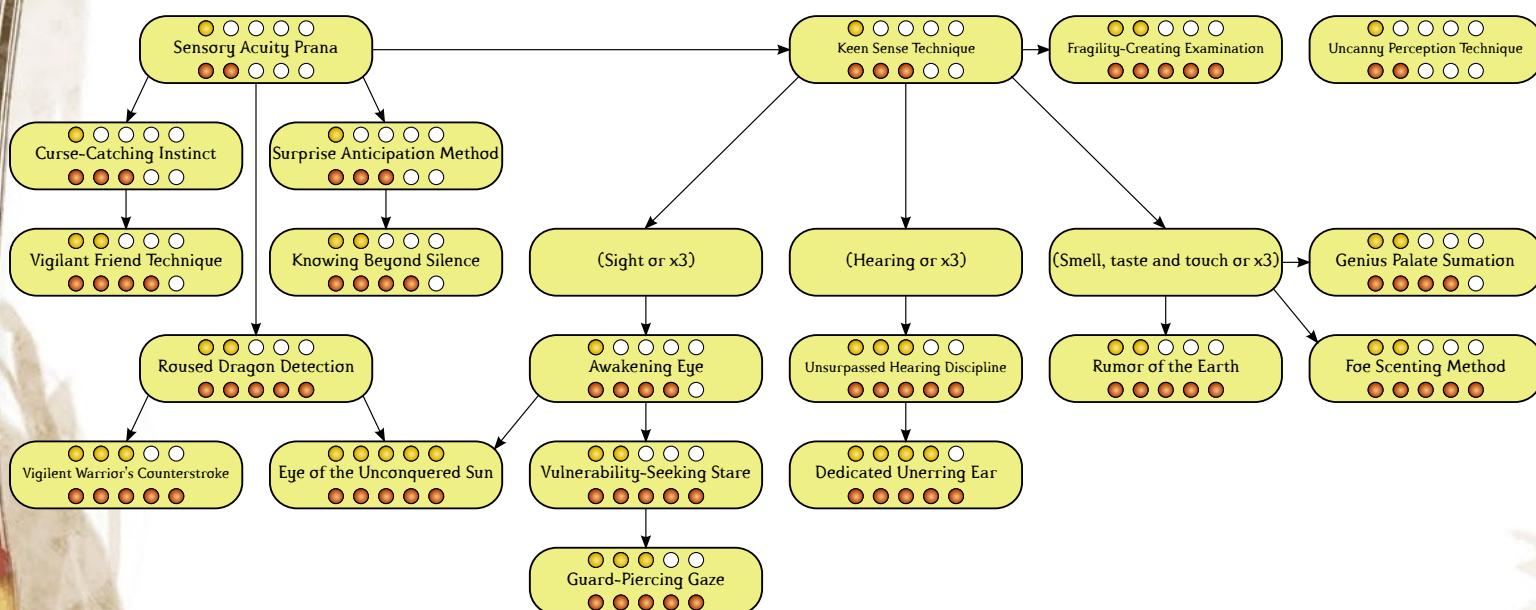 Sensory Acuity Prana
Keen Sense Technique
Fragility-Creating Examination
Uncanny Perception Technique
Curse-Catching Instinct
Surprise Anticipation Method
Vigilant Friend Technique
Knowing Beyond Silence
(Sight or x3)
(Hearing or x3)
(Smell, taste and touch or x3)
Genius Palate Sumation
Roused Dragon Detection
Awakening Eye
Unsurpassed Hearing Discipline
Rumor of the Earth
Foe Scenting Method
Vigilent Warrior's Counterstroke
Eye of the Unconquered Sun
Vulnerability-Seeking Stare
Dedicated Unerring Ear
Guard-Piercing Gaze